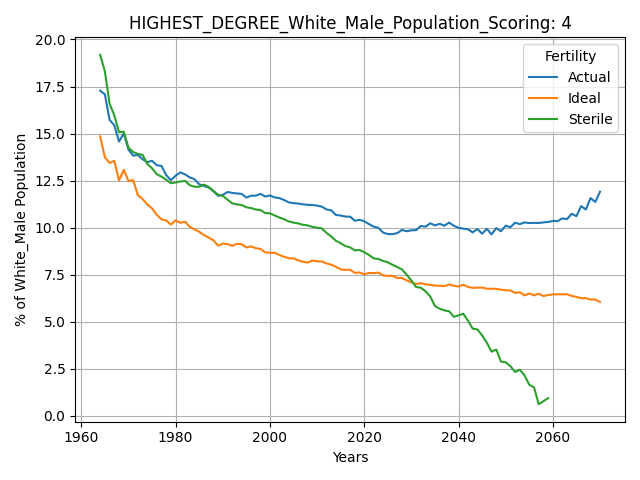 HIGHEST_DEGREE_White_Male_Population_Scoring: 4
20.0
17.5
15.0
12.5
10.0
7.5
5.0
2.5
0.0
% of White_Male Population
Fertility
Actual
Ideal
Sterile
1960 1980 2000 2020 2040 2060
Years